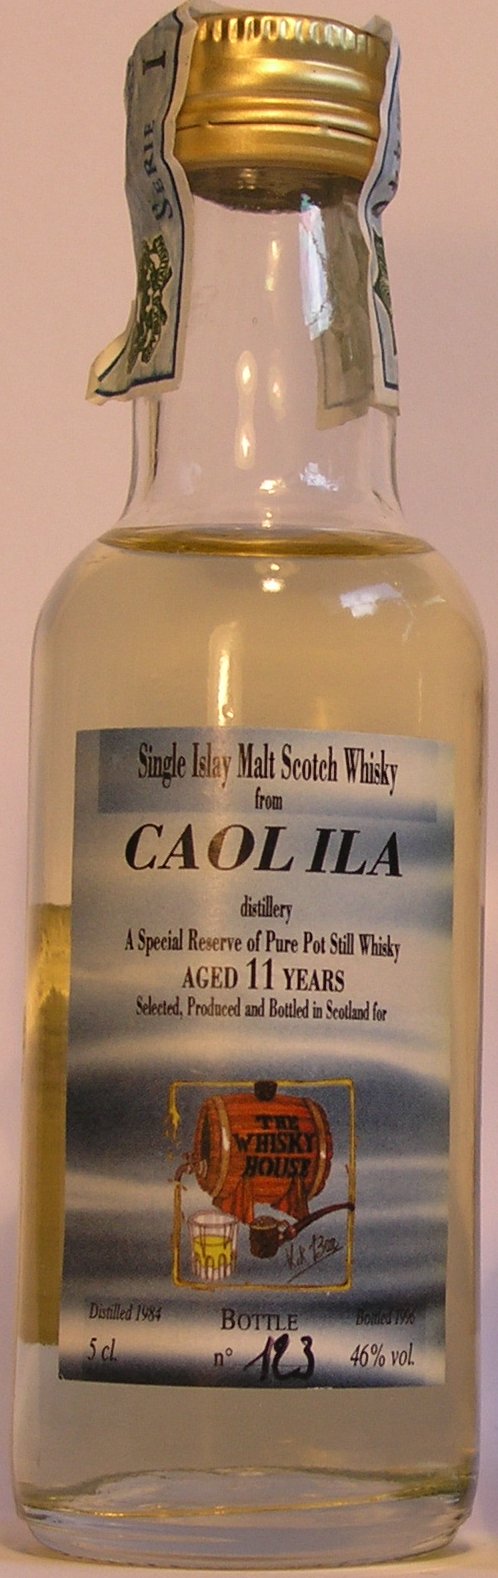 SERIE I
Single Islay Malt Scotch Whisky
from
CAOL ILA
distillery
A Special Reserve of Pure Pot Still Whisky
AGED 11 YEARS
Selected, Produced and Bottled in Scotland for
THE
WHISKY
HOUSE
Distilled 1984
BOTTLE
Bottled 1996
5 cl.
n° 123
46% vol.